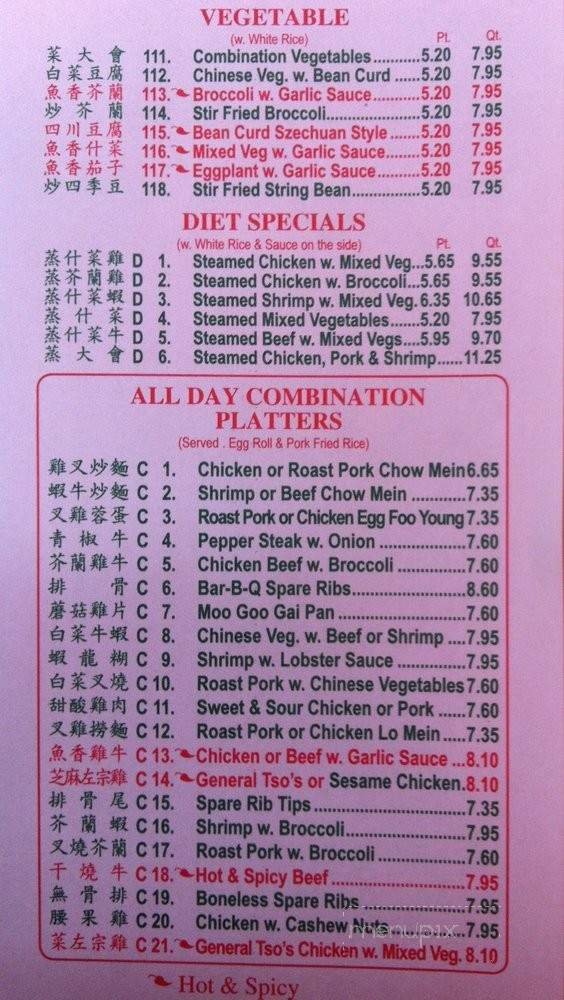 VEGETABLE
(w. White Rice) Pt. Qt.
菜大會 111. Combination Vegetables............5.20 7.95
白菜豆腐 112. Chinese Veg. w. Bean Curd ......5.20 7.95
魚香芥蘭 113. Broccoli w. Garlic Sauce...........5.20 7.95
炒芥蘭 114. Stir Fried Broccoli......................5.20 7.95
四川豆腐 115. Bean Curd Szechuan Style .......5.20 7.95
魚香什菜 116. Mixed Veg w. Garlic Sauce........5.20 7.95
魚香茄子 117. Eggplant w. Garlic Sauce..........5.20 7.95
炒四季豆 118. Stir Fried String Bean................5.20 7.95
DIET SPECIALS
(w. White Rice & Sauce on the side) Pt. Qt.
蒸什菜雞 D 1. Steamed Chicken w. Mixed Veg...5.65 9.55
蒸芥蘭雞 D 2. Steamed Chicken w. Broccoli...5.65 9.55
蒸什菜蝦 D 3. Steamed Shrimp w. Mixed Veg. 6.35 10.65
蒸什菜 D 4. Steamed Mixed Vegetables.......5.20 7.95
蒸什菜牛 D 5. Steamed Beef w. Mixed Vegs....5.95 9.70
蒸大會 D 6. Steamed Chicken, Pork & Shrimp......11.25
ALL DAY COMBINATION
PLATTERS
(Served . Egg Roll & Pork Fried Rice)
雞叉炒麵 C 1. Chicken or Roast Pork Chow Mein 6.65
蝦牛炒麵 C 2. Shrimp or Beef Chow Mein ............7.35
叉雞蓉蛋 C 3. Roast Pork or Chicken Egg Foo Young 7.35
青椒牛 C 4. Pepper Steak w. Onion ...................7.60
芥蘭雞牛 C 5. Chicken Beef w. Broccoli ...............7.60
排骨 C 6. Bar-B-Q Spare Ribs.........................8.60
蘑菇雞片 C 7. Moo Goo Gai Pan ............................7.60
白菜牛蝦 C 8. Chinese Veg. w. Beef or Shrimp ....7.95
蝦龍糊 C 9. Shrimp w. Lobster Sauce ................7.95
白菜叉燒 C 10. Roast Pork w. Chinese Vegetables 7.60
甜酸雞肉 C 11. Sweet & Sour Chicken or Pork ......7.60
叉雞撈麵 C 12. Roast Pork or Chicken Lo Mein .....7.35
魚香雞牛 C 13. Chicken or Beef w. Garlic Sauce ...8.10
芝麻左宗雞 C 14. General Tso's or Sesame Chicken.8.10
排骨尾 C 15. Spare Rib Tips .................................7.35
芥蘭蝦 C 16. Shrimp w. Broccoli...........................7.95
叉燒芥蘭 C 17. Roast Pork w. Broccoli ....................7.60
干燒牛 C 18. Hot & Spicy Beef .............................7.95
無骨排 C 19. Boneless Spare Ribs .......................7.95
腰果雞 C 20. Chicken w. Cashew Nuts..................7.95
菜左宗雞 C 21. General Tso's Chicken w. Mixed Veg. 8.10
menupix
Hot & Spicy